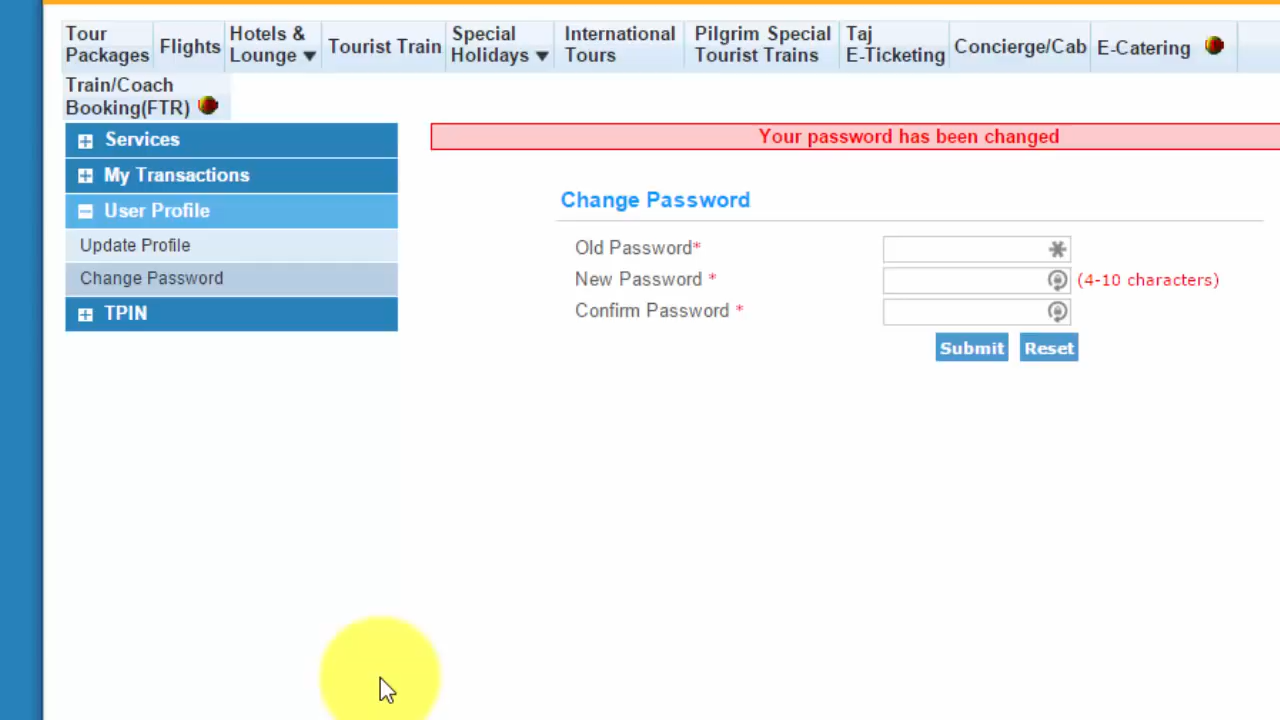 Tour Packages
Flights
Hotels & Lounge
Tourist Train
Special Holidays
International Tours
Pilgrim Special Tourist Trains
Taj E-Ticketing
Concierge/Cab
E-Catering
Train/Coach Booking(FTR)
Services
My Transactions
User Profile
Update Profile
Change Password
TPIN
Your password has been changed
Change Password
Old Password*
New Password * (4-10 characters)
Confirm Password *
Submit Reset